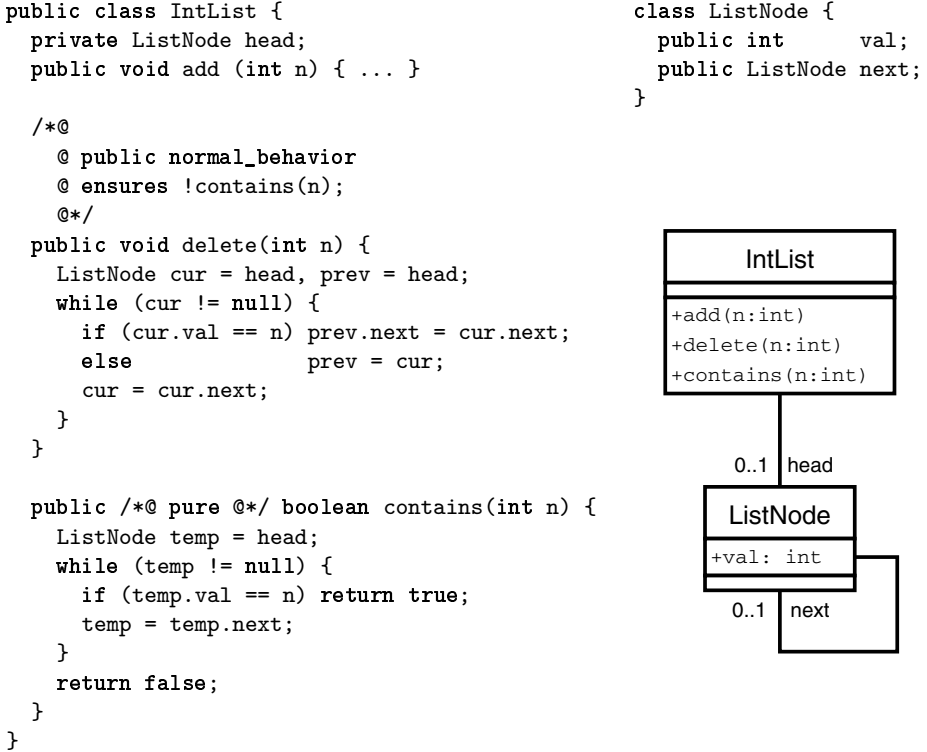 public class IntList {
  private ListNode head;
  public void add (int n) { ... }

  /*@
    @ public normal_behavior
    @ ensures !contains(n);
    @*/
  public void delete(int n) {
    ListNode cur = head, prev = head;
    while (cur != null) {
      if (cur.val == n) prev.next = cur.next;
      else              prev = cur;
      cur = cur.next;
    }
  }

  public /*@ pure @*/ boolean contains(int n) {
    ListNode temp = head;
    while (temp != null) {
      if (temp.val == n) return true;
      temp = temp.next;
    }
    return false;
  }
}
class ListNode {
  public int      val;
  public ListNode next;
}
IntList
+add(n:int)
+delete(n:int)
+contains(n:int)
0..1 head
ListNode
+val: int
0..1 next